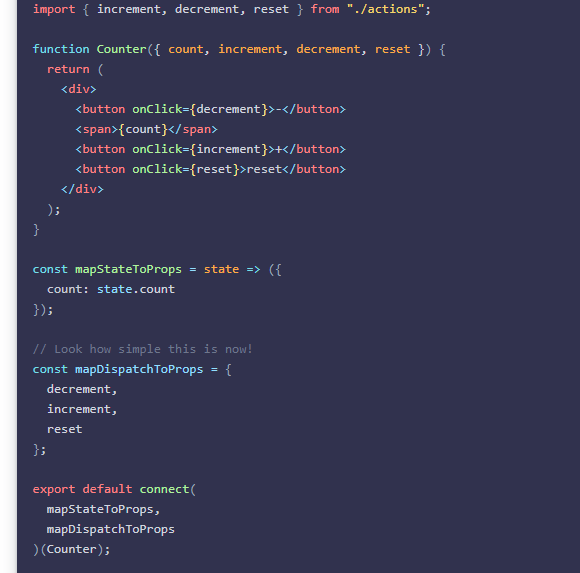 import { increment, decrement, reset } from "./actions";
function Counter({ count, increment, decrement, reset }) {
return (
<div>
<button onClick={decrement}>-</button>
<span>{count}</span>
<button onClick={increment}>+</button>
<button onClick={reset}>reset</button>
</div>
);
}
const mapStateToProps = state => ({
count: state.count
});
// Look how simple this is now!
const mapDispatchToProps = {
decrement,
increment,
reset
};
export default connect(
mapStateToProps,
mapDispatchToProps
)(Counter);